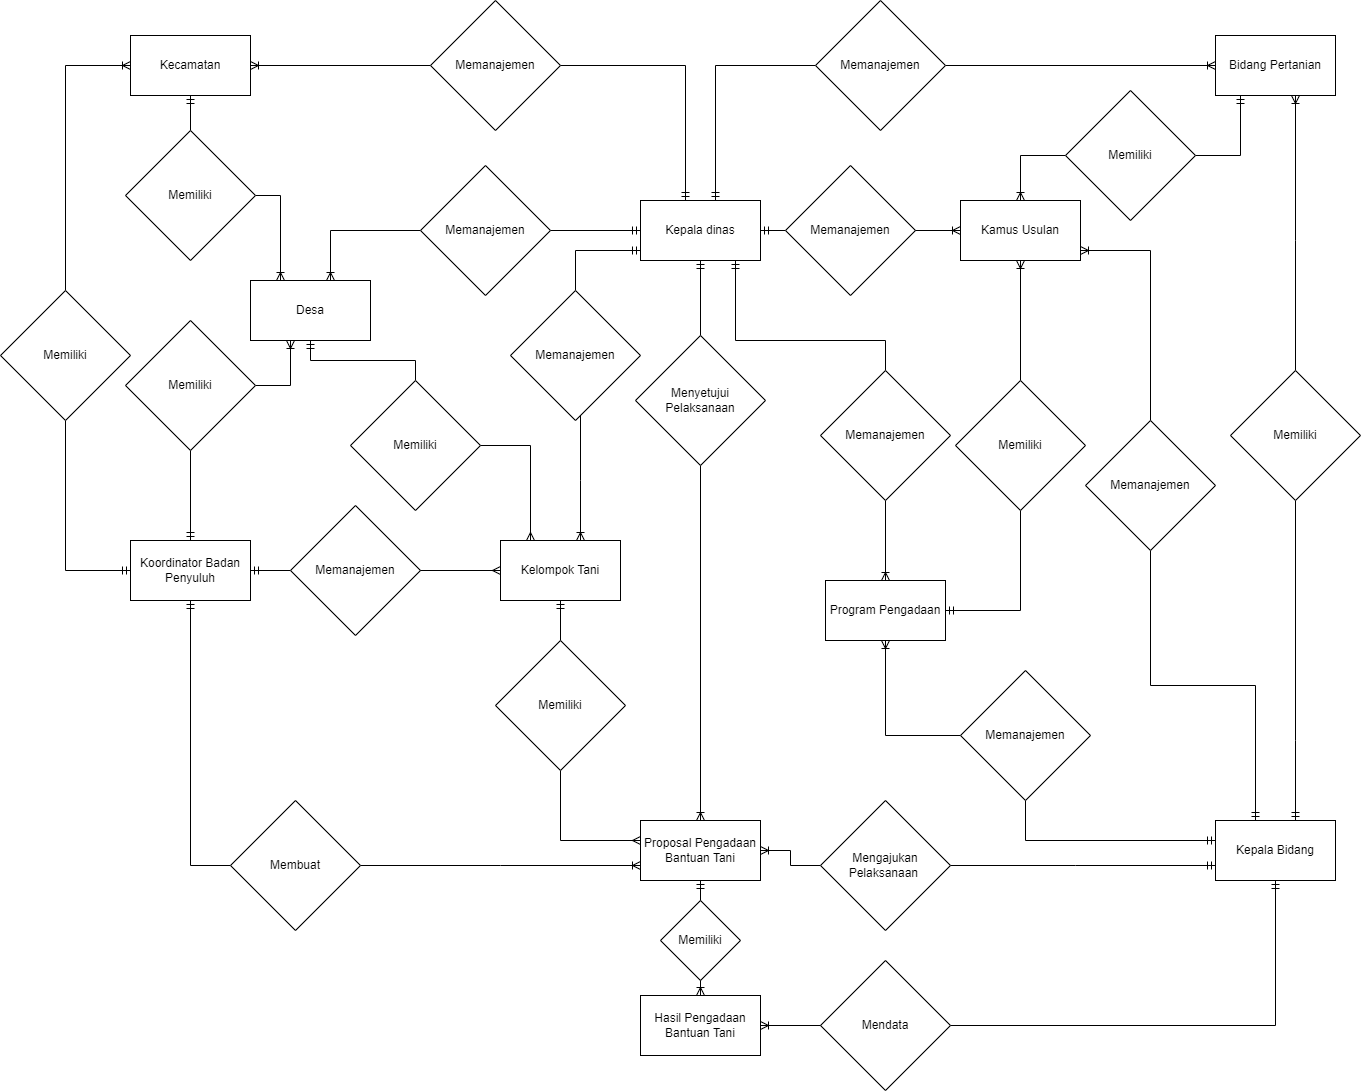 Kecamatan
Memanajemen
Memanajemen
Bidang Pertanian
Memiliki
Memiliki
Memanajemen
Kepala dinas
Memanajemen
Kamus Usulan
Desa
Memiliki
Memiliki
Memanajemen
Menyetujui
Pelaksanaan
Memiliki
Memanajemen
Memiliki
Memiliki
Memanajemen
Koordinator Badan
Penyuluh
Memanajemen
Kelompok Tani
Program Pengadaan
Memiliki
Memanajemen
Membuat
Proposal Pengadaan
Bantuan Tani
Mengajukan
Pelaksanaan
Kepala Bidang
Memiliki
Hasil Pengadaan
Bantuan Tani
Mendata